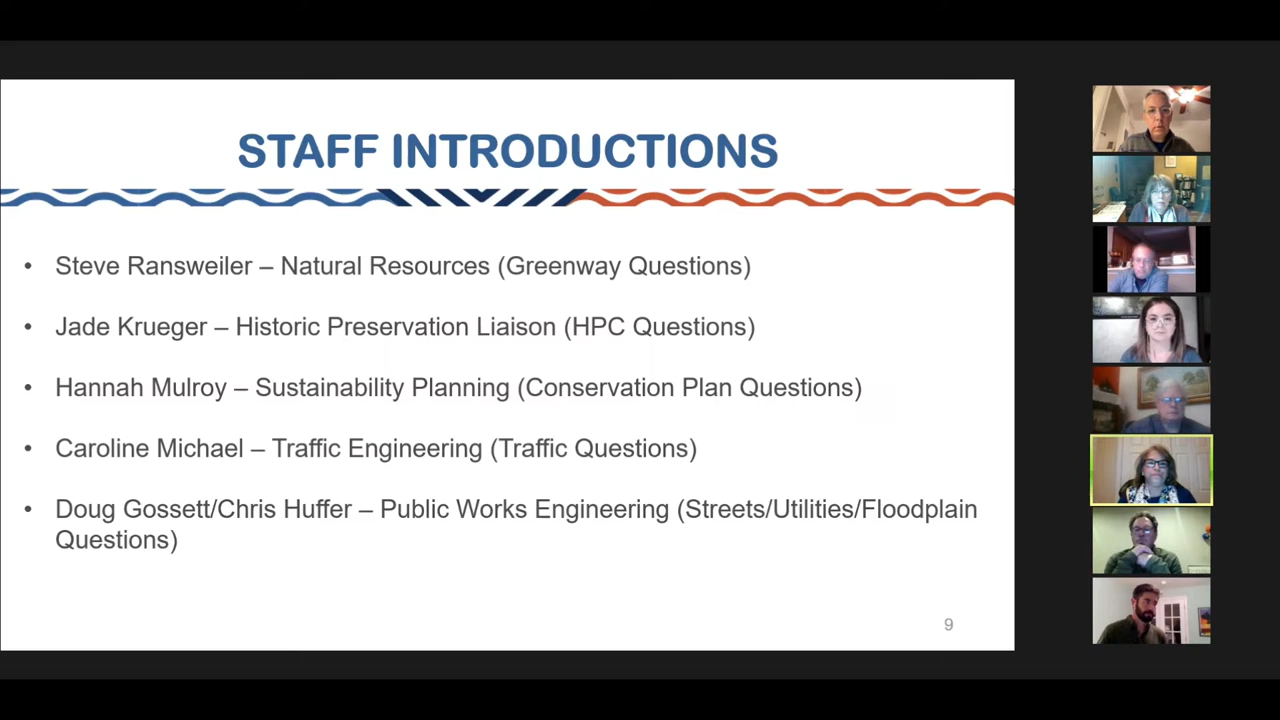 STAFF INTRODUCTIONS
• Steve Ransweiler – Natural Resources (Greenway Questions)
• Jade Krueger – Historic Preservation Liaison (HPC Questions)
• Hannah Mulroy – Sustainability Planning (Conservation Plan Questions)
• Caroline Michael – Traffic Engineering (Traffic Questions)
• Doug Gossett/Chris Huffer – Public Works Engineering (Streets/Utilities/Floodplain
Questions)
9